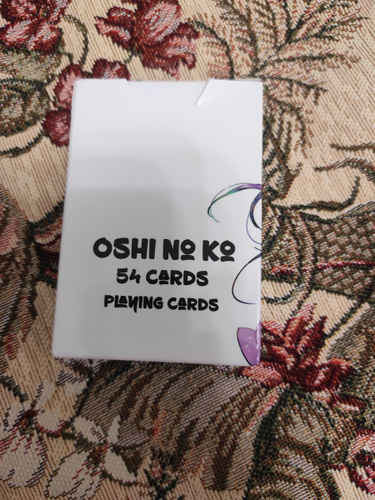 OSHI No Ko
54 CARDS
PLAYING CARDS